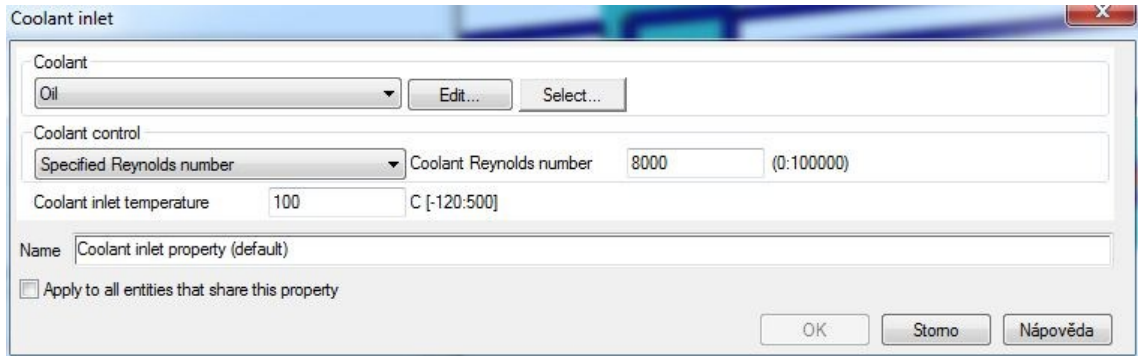 Coolant inlet
Coolant
Oil Edit... Select...
Coolant control
Specified Reynolds number Coolant Reynolds number 8000 (0:100000)
Coolant inlet temperature 100 C [-120:500]
Name Coolant inlet property (default)
Apply to all entities that share this property
OK Storno Nápověda